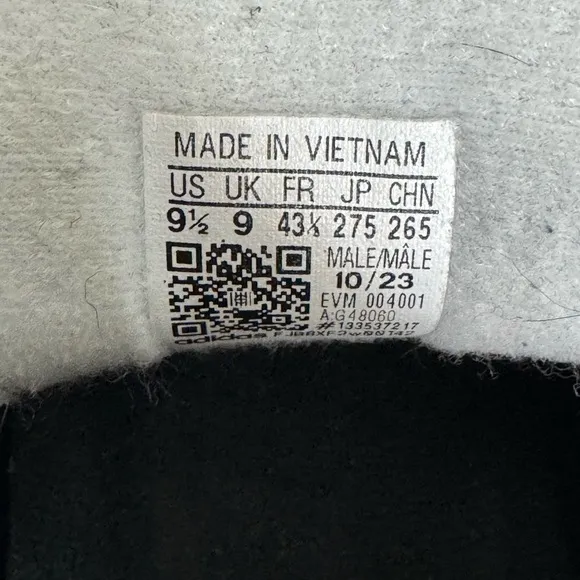 MADE IN VIETNAM
US UK FR JP CHN
9½ 9 43⅓ 275 265
MALE/MÂLE
10/23
EVM 004001
A:G48060
#133537217
adidas